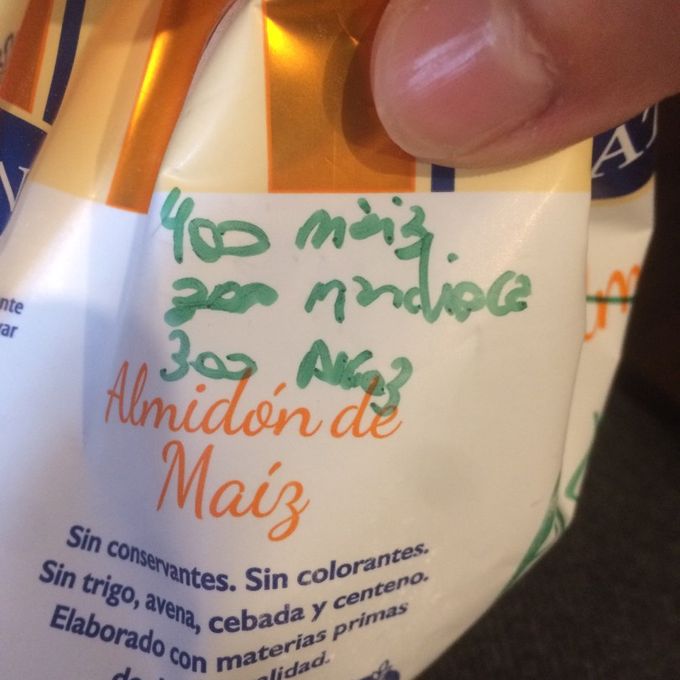 400 maíz
200 mandioca
300 Arroz
Almidón de
Maíz
Sin conservantes. Sin colorantes.
Sin trigo, avena, cebada y centeno.
Elaborado con materias primas